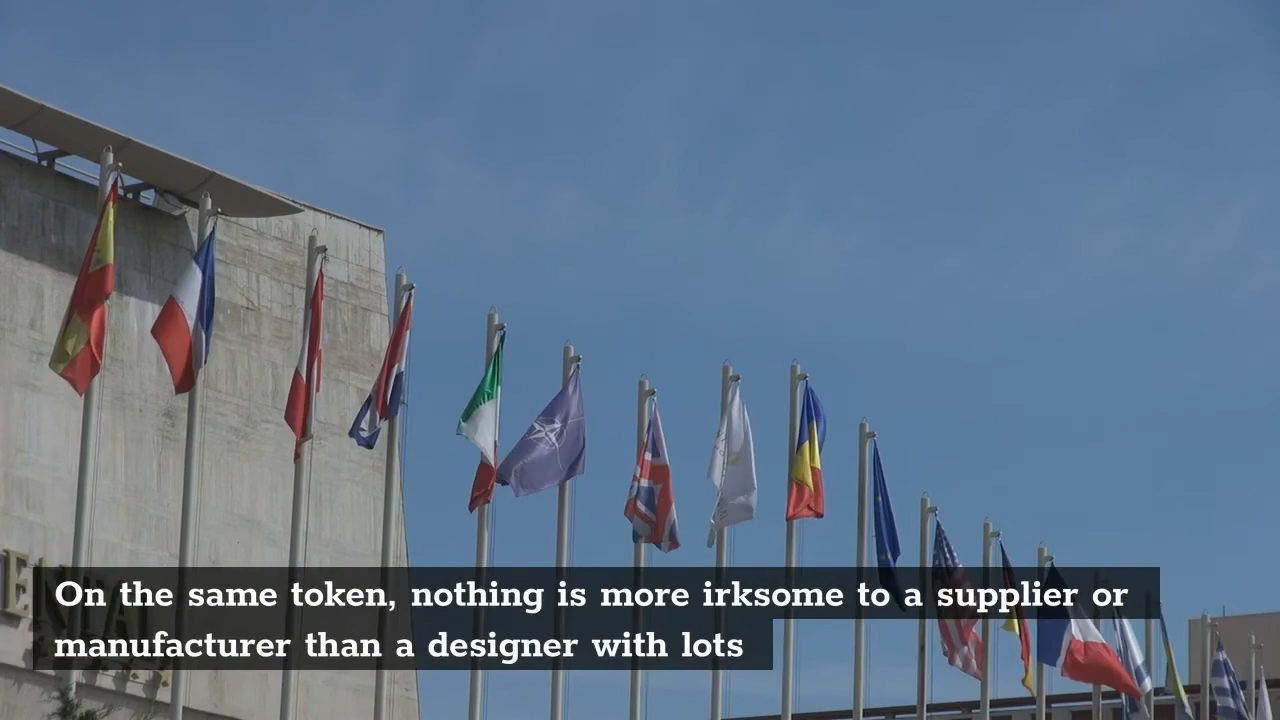 On the same token, nothing is more irksome to a supplier or
manufacturer than a designer with lots